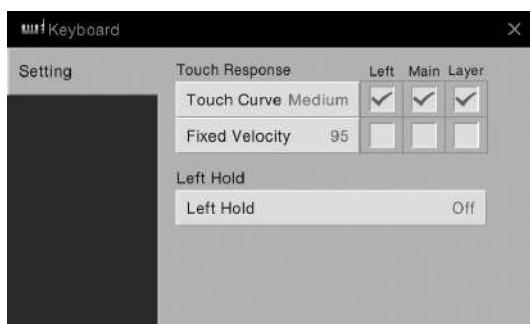 Keyboard
Setting
Touch Response Left Main Layer
Touch Curve Medium
Fixed Velocity 95
Left Hold
Left Hold Off